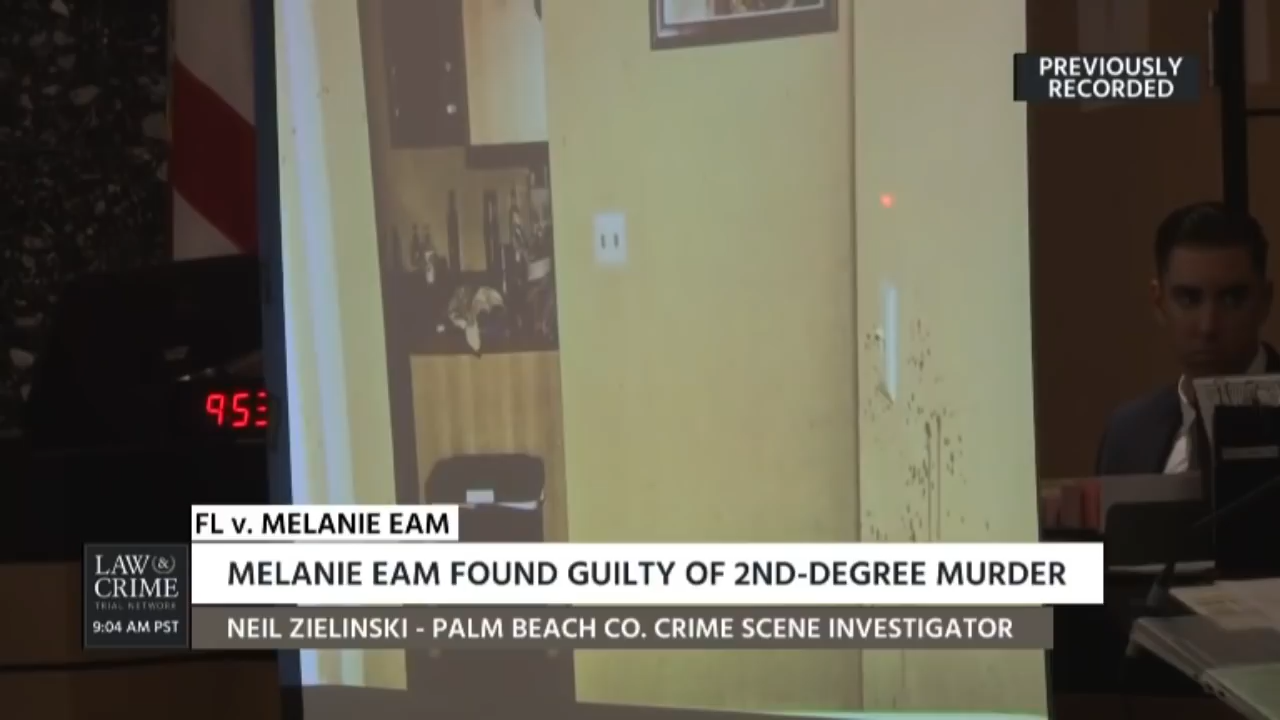 PREVIOUSLY
RECORDED
953
FL v. MELANIE EAM
LAW &
CRIME
TRIAL NETWORK
9:04 AM PST
MELANIE EAM FOUND GUILTY OF 2ND-DEGREE MURDER
NEIL ZIELINSKI - PALM BEACH CO. CRIME SCENE INVESTIGATOR